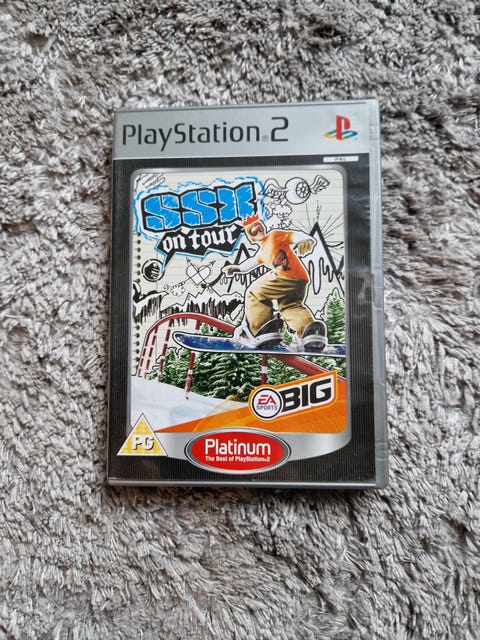 PlayStation®2
PAL
SSX
on tour
EA
SPORTS
BIG
PG
Platinum
The Best of PlayStation®2